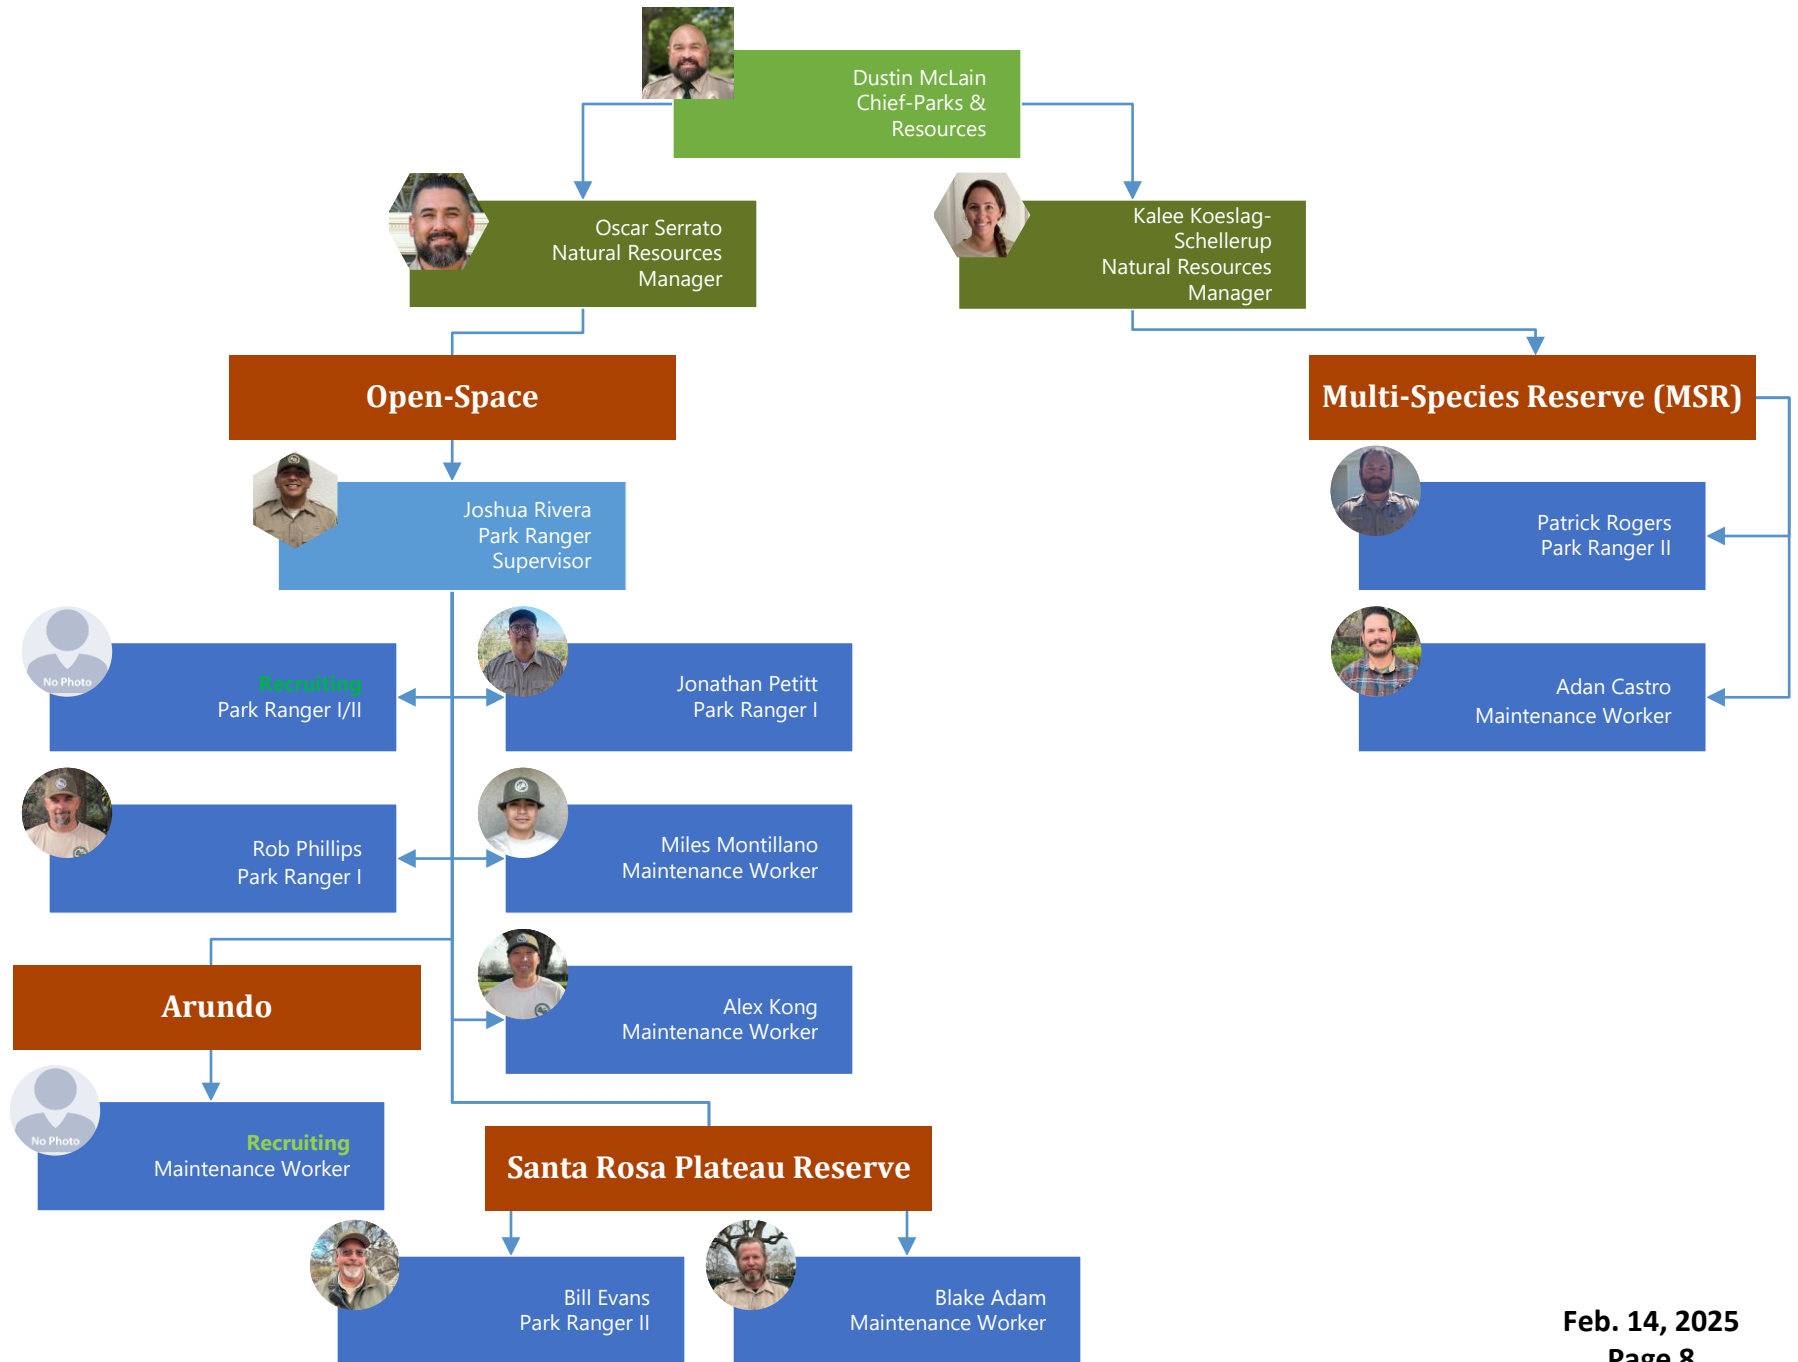 Dustin McLain
Chief-Parks &
Resources
Oscar Serrato
Natural Resources
Manager
Kalee Koeslag-
Schellerup
Natural Resources
Manager
Open-Space
Multi-Species Reserve (MSR)
Joshua Rivera
Park Ranger
Supervisor
Patrick Rogers
Park Ranger II
No Photo
Recruiting
Park Ranger I/II
Jonathan Petitt
Park Ranger I
Adan Castro
Maintenance Worker
Rob Phillips
Park Ranger I
Miles Montillano
Maintenance Worker
Arundo
Alex Kong
Maintenance Worker
No Photo
Recruiting
Maintenance Worker
Santa Rosa Plateau Reserve
Bill Evans
Park Ranger II
Blake Adam
Maintenance Worker
Feb. 14, 2025
Page 8